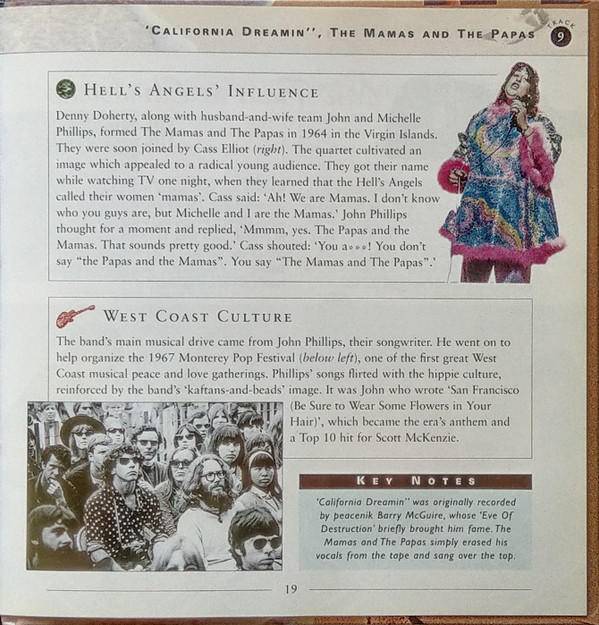 'California Dreamin'', The Mamas and The Papas
TRACK
9
Hell's Angels' Influence
Denny Doherty, along with husband-and-wife team John and Michelle
Phillips, formed The Mamas and The Papas in 1964 in the Virgin Islands.
They were soon joined by Cass Elliot (right). The quartet cultivated an
image which appealed to a radical young audience. They got their name
while watching TV one night, when they learned that the Hell's Angels
called their women 'mamas'. Cass said: 'Ah! We are Mamas. I don't know
who you guys are, but Michelle and I are the Mamas.' John Phillips
thought for a moment and replied, 'Mmmm, yes. The Papas and the
Mamas. That sounds pretty good.' Cass shouted: 'You a∘∘∘! You don't
say "the Papas and the Mamas". You say "The Mamas and The Papas".'
West Coast Culture
The band's main musical drive came from John Phillips, their songwriter. He went on to
help organize the 1967 Monterey Pop Festival (below left), one of the first great West
Coast musical peace and love gatherings. Phillips' songs flirted with the hippie culture,
reinforced by the band's 'kaftans-and-beads' image. It was John who wrote 'San Francisco
(Be Sure to Wear Some Flowers in Your
Hair)', which became the era's anthem and
a Top 10 hit for Scott McKenzie.
Key Notes
'California Dreamin'' was originally recorded
by peacenik Barry McGuire, whose 'Eve Of
Destruction' briefly brought him fame. The
Mamas and The Papas simply erased his
vocals from the tape and sang over the top.
19